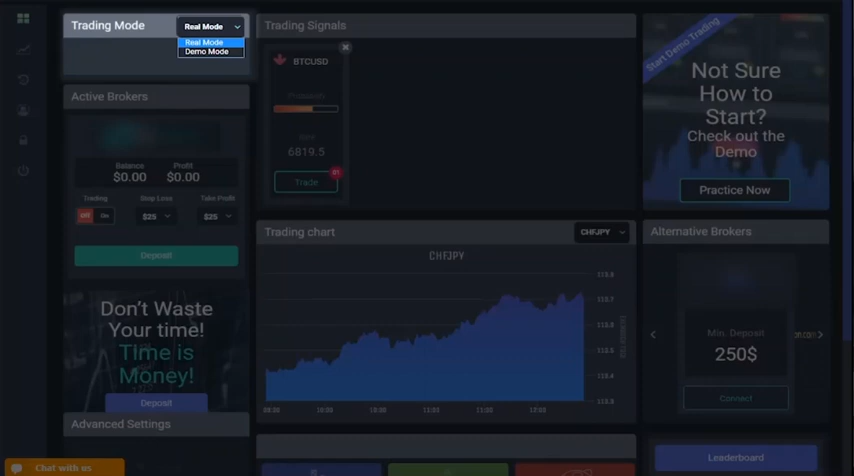 Trading Mode
Real Mode
Real Mode
Demo Mode
Trading Signals
BTCUSD
6819.5
Trade
Start Demo Trading
Not Sure
How to
Start?
Check out the
Demo
Practice Now
Active Brokers
Balance
Profit
$0.00
$0.00
Trading
Stop Loss
Take Profit
Off
On
$25
$25
Deposit
Don't Waste
Your time!
Time is
Money!
Deposit
Advanced Settings
Chat with us
Trading chart
CHFJPY
CHFJPY
Alternative Brokers
Min. Deposit
250$
Connect
Leaderboard